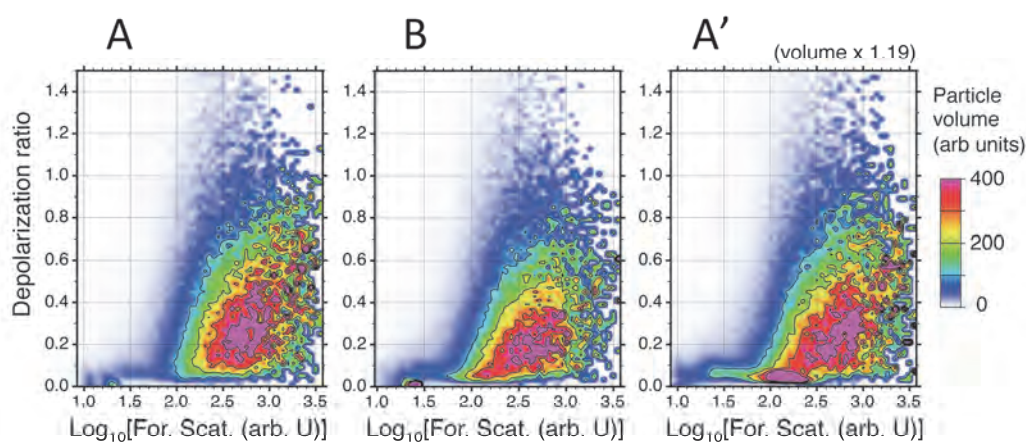 A B A’
(volume x 1.19)
Depolarization ratio
1.4
1.2
1.0
0.8
0.6
0.4
0.2
0.0
1.0 1.5 2.0 2.5 3.0 3.5
Log10[For. Scat. (arb. U)]
1.4
1.2
1.0
0.8
0.6
0.4
0.2
0.0
1.0 1.5 2.0 2.5 3.0 3.5
Log10[For. Scat. (arb. U)]
1.4
1.2
1.0
0.8
0.6
0.4
0.2
0.0
1.0 1.5 2.0 2.5 3.0 3.5
Log10[For. Scat. (arb. U)]
Particle
volume
(arb units)
400
200
0